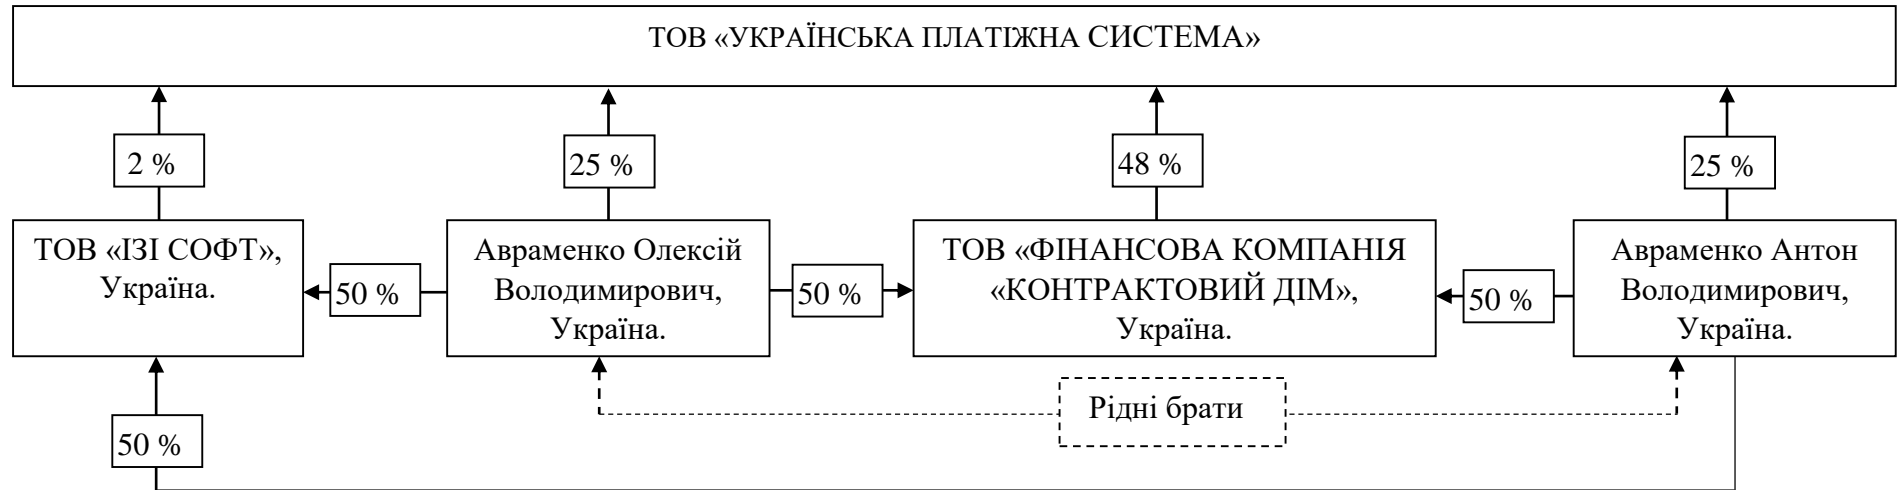 ТОВ «УКРАЇНСЬКА ПЛАТІЖНА СИСТЕМА»
2 %
25 %
48 %
25 %
ТОВ «ІЗІ СОФТ»,
Україна.
50 %
Авраменко Олексій
Володимирович,
Україна.
50 %
ТОВ «ФІНАНСОВА КОМПАНІЯ
«КОНТРАКТОВИЙ ДІМ»,
Україна.
50 %
Авраменко Антон
Володимирович,
Україна.
Рідні брати
50 %